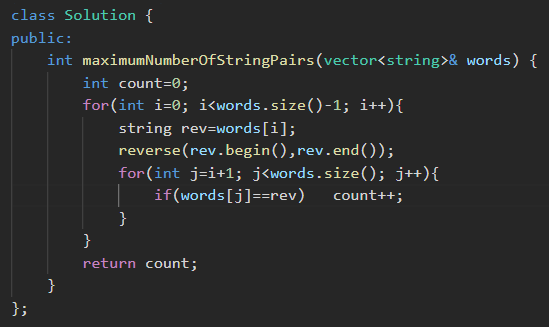 class Solution {
public:
    int maximumNumberOfStringPairs(vector<string>& words) {
        int count=0;
        for(int i=0; i<words.size()-1; i++){
            string rev=words[i];
            reverse(rev.begin(),rev.end());
            for(int j=i+1; j<words.size(); j++){
                if(words[j]==rev)   count++;
            }
        }
        return count;
    }
};